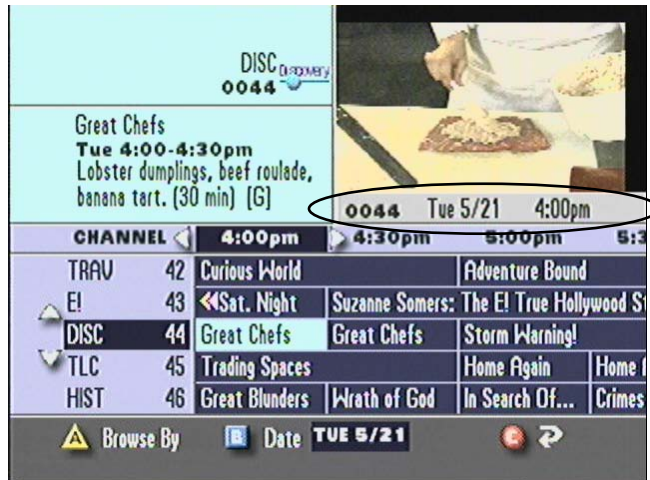 DISC Discovery
0044
Great Chefs
Tue 4:00-4:30pm
Lobster dumplings, beef roulade,
banana tart. (30 min) [G]
0044 Tue 5/21 4:00pm
CHANNEL 4:00pm 4:30pm 5:00pm 5:3
TRAV 42 Curious World Adventure Bound
E! 43 Sat. Night Suzanne Somers: The E! True Hollywood St
DISC 44 Great Chefs Great Chefs Storm Warning!
TLC 45 Trading Spaces Home Again Home
HIST 46 Great Blunders Wrath of God In Search Of... Crimes
A Browse By B Date TUE 5/21 C